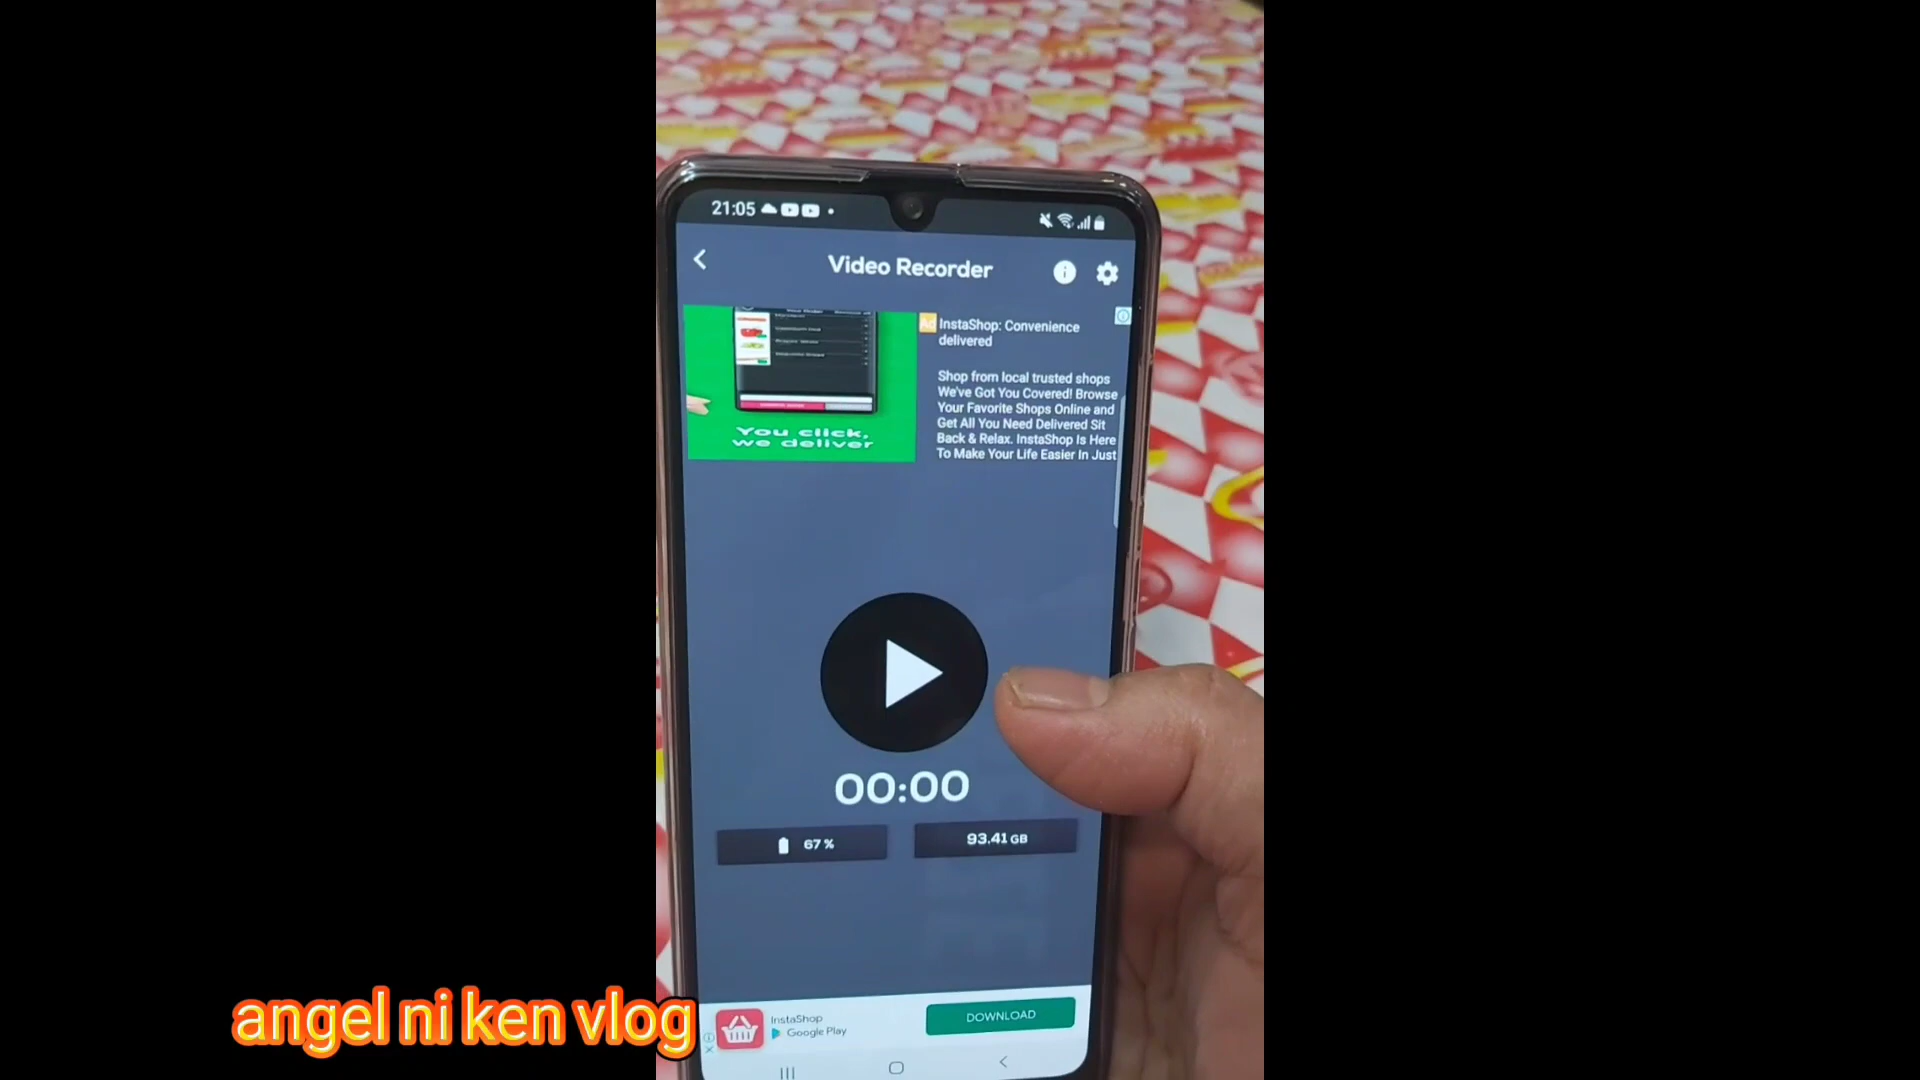 21:05
Video Recorder
Ad InstaShop: Convenience
delivered
Shop from local trusted shops
We've Got You Covered! Browse
Your Favorite Shops Online and
Get All You Need Delivered Sit
Back & Relax. InstaShop Is Here
To Make Your Life Easier In Just
You click,
we deliver
00:00
67 %
93.41 GB
InstaShop
Google Play
DOWNLOAD
angel ni ken vlog